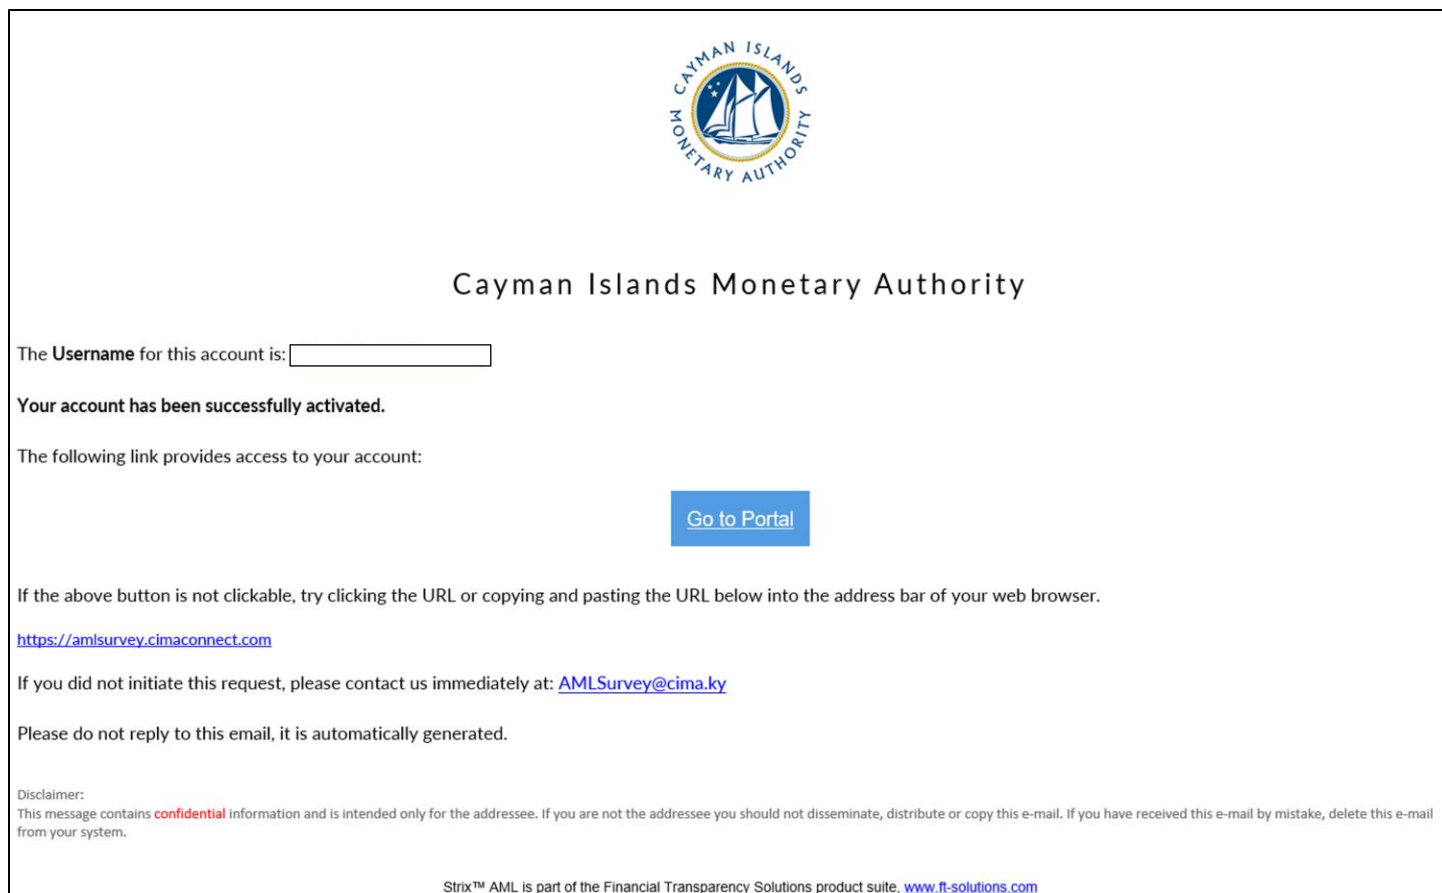 CAYMAN ISLANDS
MONETARY AUTHORITY
Cayman Islands Monetary Authority
The Username for this account is:
Your account has been successfully activated.
The following link provides access to your account:
Go to Portal
If the above button is not clickable, try clicking the URL or copying and pasting the URL below into the address bar of your web browser.
https://amlsurvey.cimaconnect.com
If you did not initiate this request, please contact us immediately at: AMLSurvey@cima.ky
Please do not reply to this email, it is automatically generated.
Disclaimer:
This message contains confidential information and is intended only for the addressee. If you are not the addressee you should not disseminate, distribute or copy this e-mail. If you have received this e-mail by mistake, delete this e-mail
from your system.
Strix™ AML is part of the Financial Transparency Solutions product suite, www.ft-solutions.com